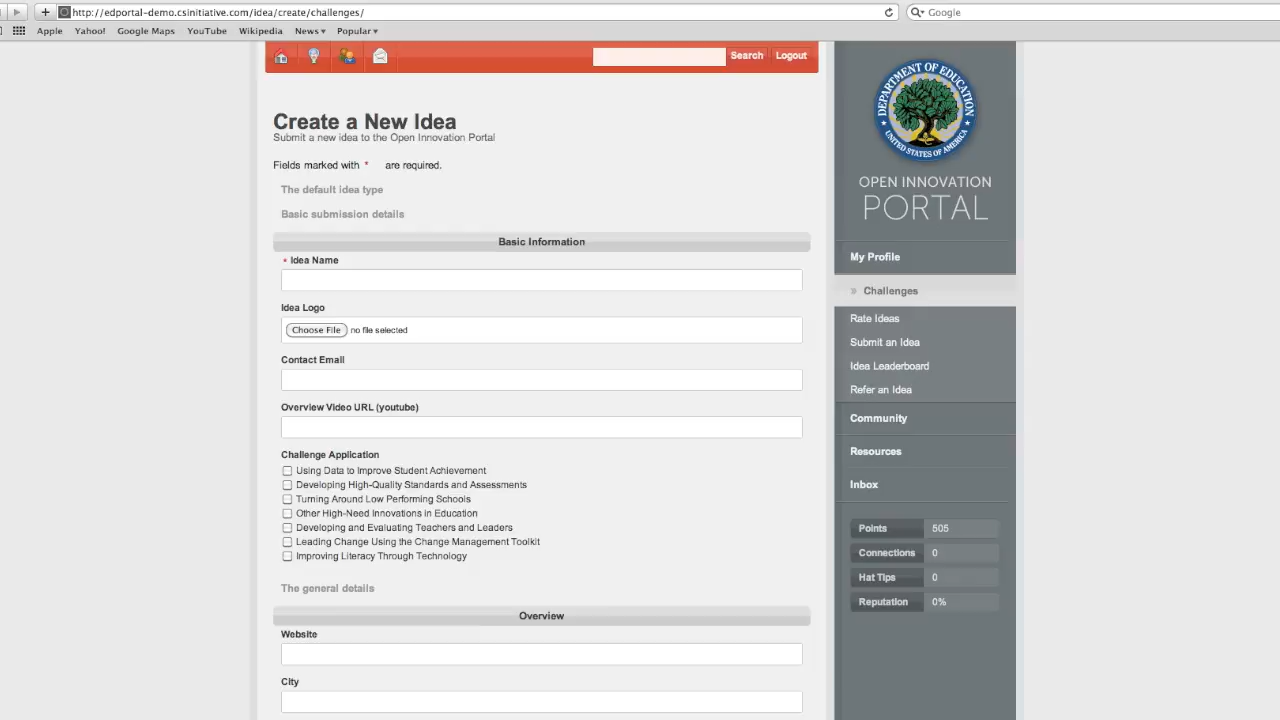 http://edportal-demo.csinitiative.com/idea/create/challenges/
Google
Apple Yahoo! Google Maps YouTube Wikipedia News Popular
Search Logout
Create a New Idea
Submit a new idea to the Open Innovation Portal
Fields marked with * are required.
The default idea type
Basic submission details
Basic Information
* Idea Name
Idea Logo
Choose File no file selected
Contact Email
Overview Video URL (youtube)
Challenge Application
Using Data to Improve Student Achievement
Developing High-Quality Standards and Assessments
Turning Around Low Performing Schools
Other High-Need Innovations in Education
Developing and Evaluating Teachers and Leaders
Leading Change Using the Change Management Toolkit
Improving Literacy Through Technology
The general details
Overview
Website
City
DEPARTMENT OF EDUCATION
UNITED STATES OF AMERICA
OPEN INNOVATION
PORTAL
My Profile
» Challenges
Rate Ideas
Submit an Idea
Idea Leaderboard
Refer an Idea
Community
Resources
Inbox
Points 505
Connections 0
Hat Tips 0
Reputation 0%